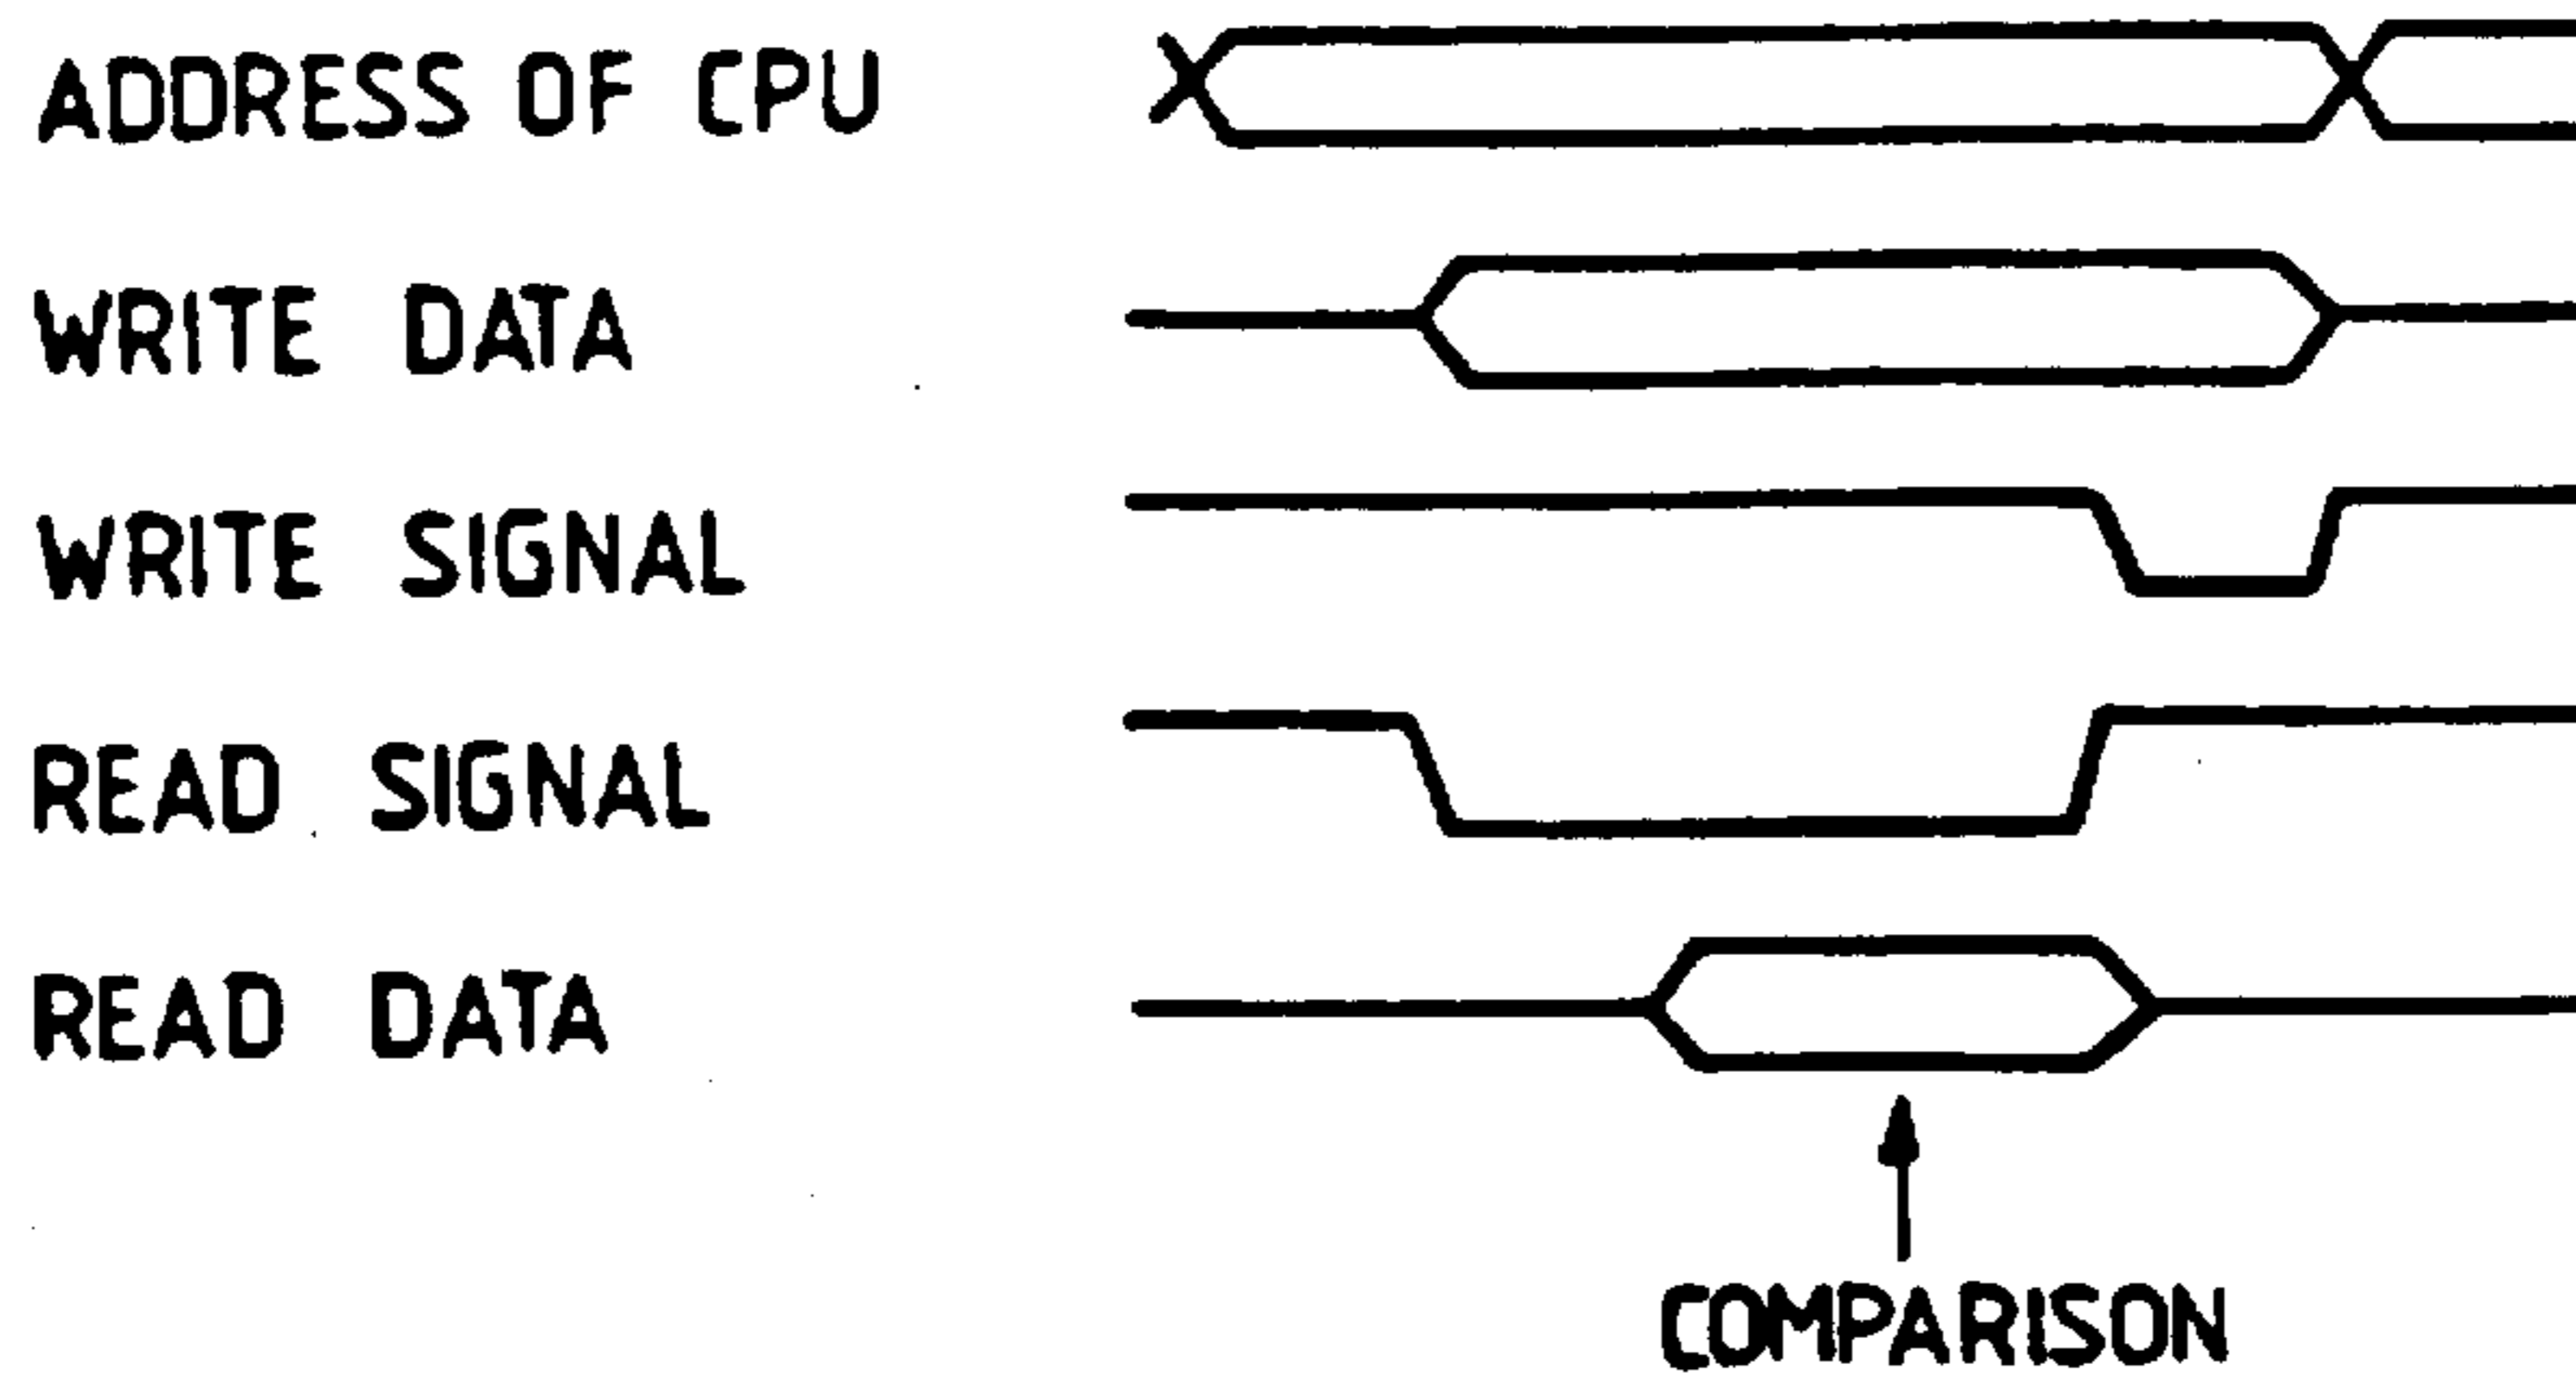 ADDRESS OF CPU
WRITE DATA
WRITE SIGNAL
READ SIGNAL
READ DATA
COMPARISON